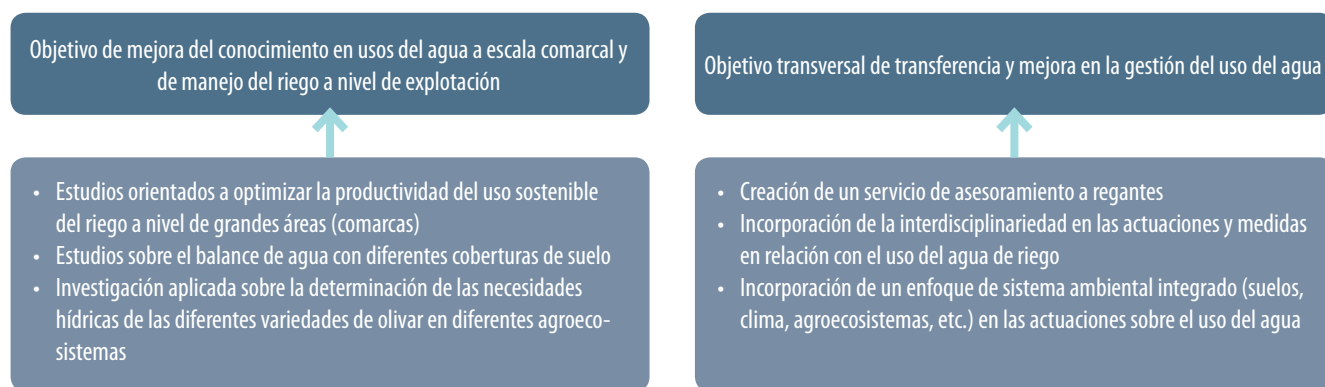 Objetivo de mejora del conocimiento en usos del agua a escala comarcal y
de manejo del riego a nivel de explotación
• Estudios orientados a optimizar la productividad del uso sostenible
del riego a nivel de grandes áreas (comarcas)
• Estudios sobre el balance de agua con diferentes coberturas de suelo
• Investigación aplicada sobre la determinación de las necesidades
hídricas de las diferentes variedades de olivar en diferentes agroeco-
sistemas
Objetivo transversal de transferencia y mejora en la gestión del uso del agua
• Creación de un servicio de asesoramiento a regantes
• Incorporación de la interdisciplinariedad en las actuaciones y medidas
en relación con el uso del agua de riego
• Incorporación de un enfoque de sistema ambiental integrado (suelos,
clima, agroecosistemas, etc.) en las actuaciones sobre el uso del agua